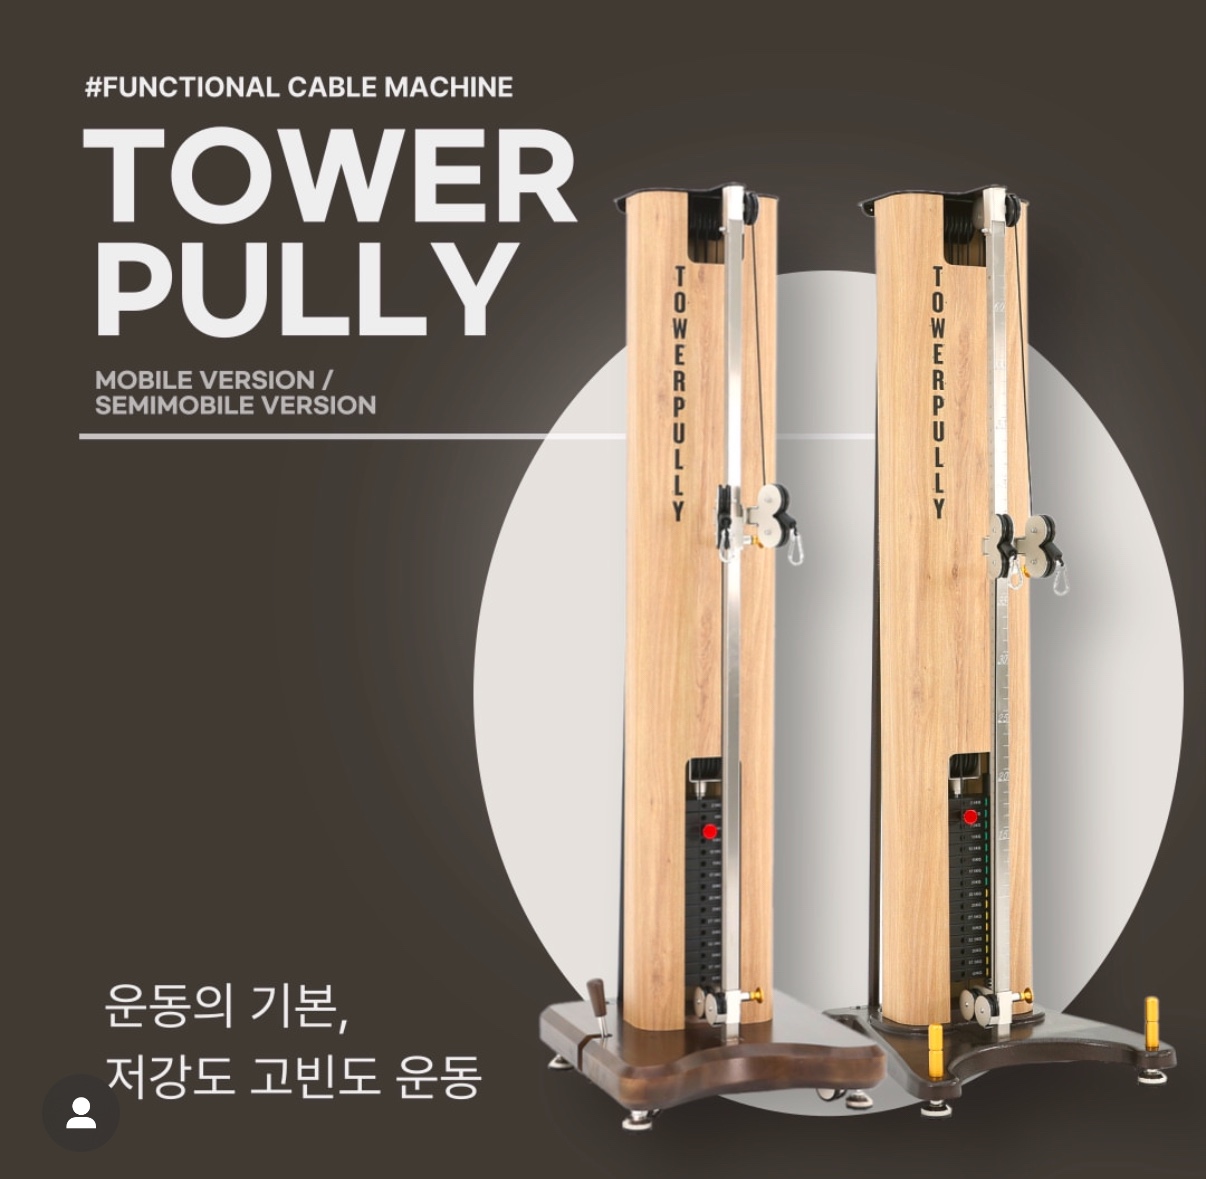 #FUNCTIONAL CABLE MACHINE
TOWER
PULLY
MOBILE VERSION /
SEMIMOBILE VERSION
TOWERPULLY
TOWERPULLY
운동의 기본,
저강도 고빈도 운동